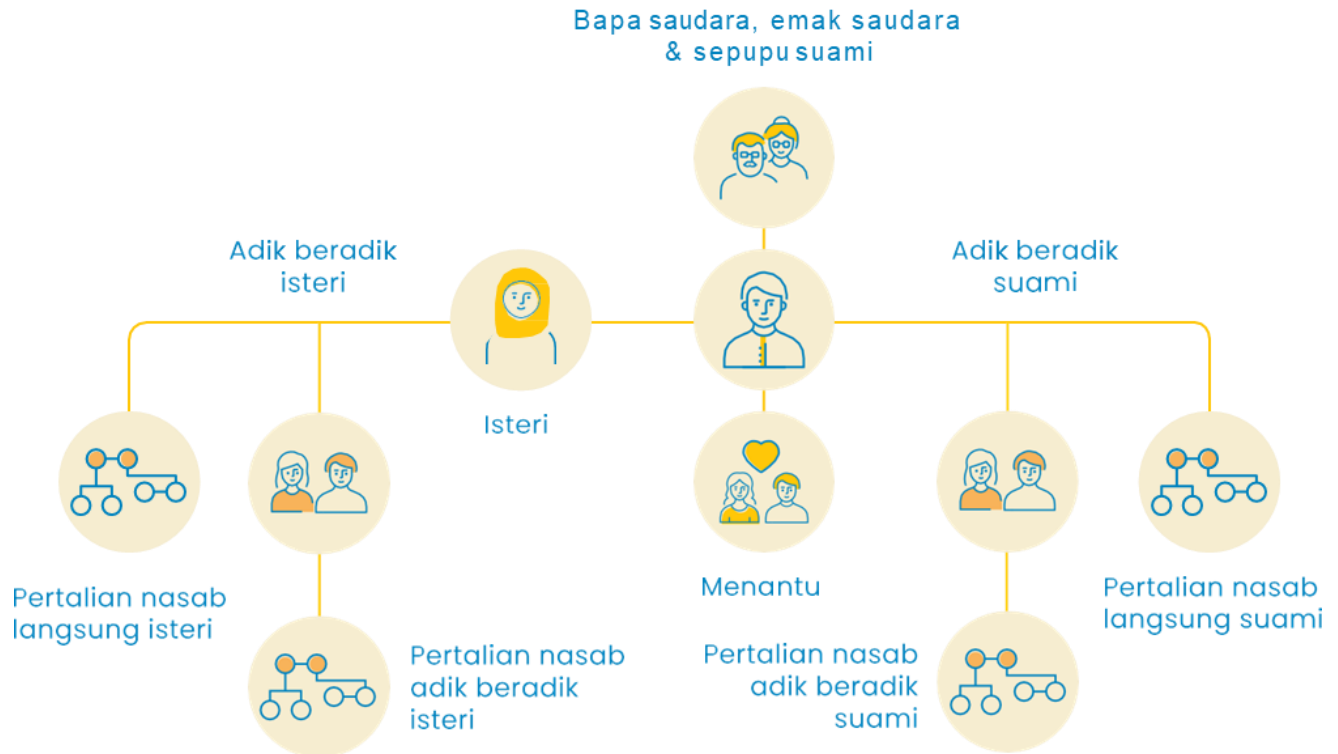 Bapa saudara, emak saudara
& sepupu suami
Adik beradik
isteri
Adik beradik
suami
Isteri
Pertalian nasab
langsung isteri
Menantu
Pertalian nasab
langsung suami
Pertalian nasab
adik beradik
isteri
Pertalian nasab
adik beradik
suami